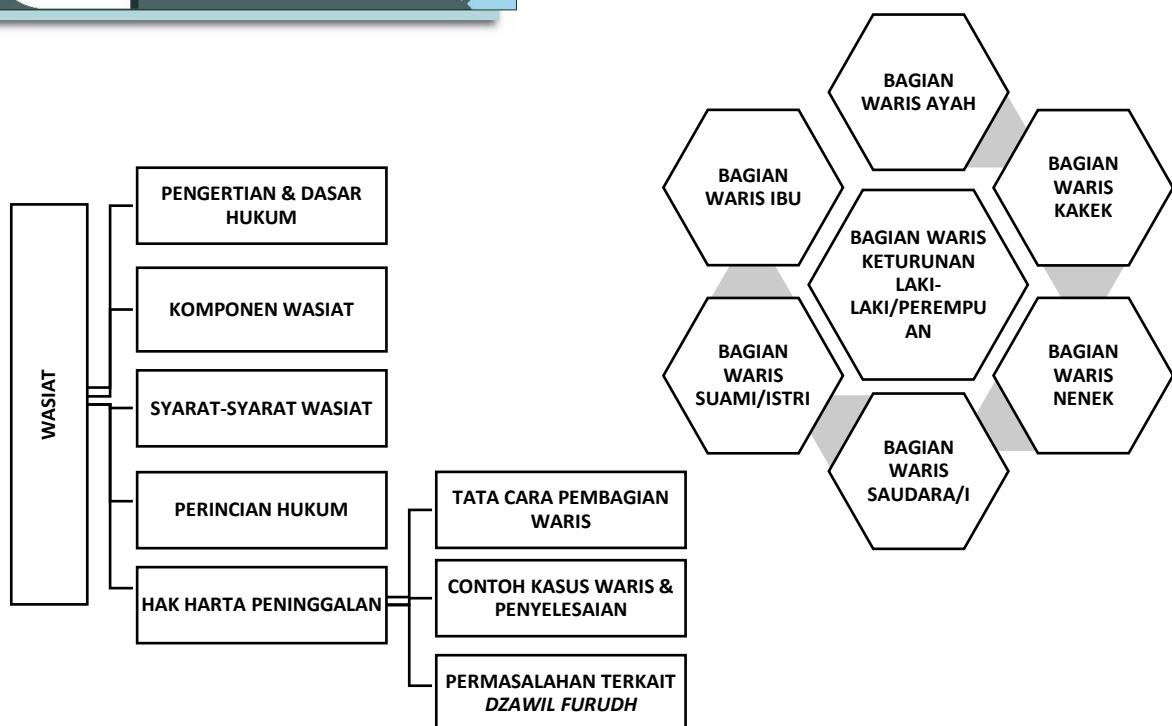 WASIAT
PENGERTIAN & DASAR
HUKUM
KOMPONEN WASIAT
SYARAT-SYARAT WASIAT
PERINCIAN HUKUM
HAK HARTA PENINGGALAN
TATA CARA PEMBAGIAN
WARIS
CONTOH KASUS WARIS &
PENYELESAIAN
PERMASALAHAN TERKAIT
DZAWIL FURUDH
BAGIAN
WARIS AYAH
BAGIAN
WARIS
KAKEK
BAGIAN
WARIS
NENEK
BAGIAN
WARIS
SAUDARA/I
BAGIAN
WARIS
SUAMI/ISTRI
BAGIAN
WARIS IBU
BAGIAN WARIS
KETURUNAN
LAKI-
LAKI/PEREMPU
AN